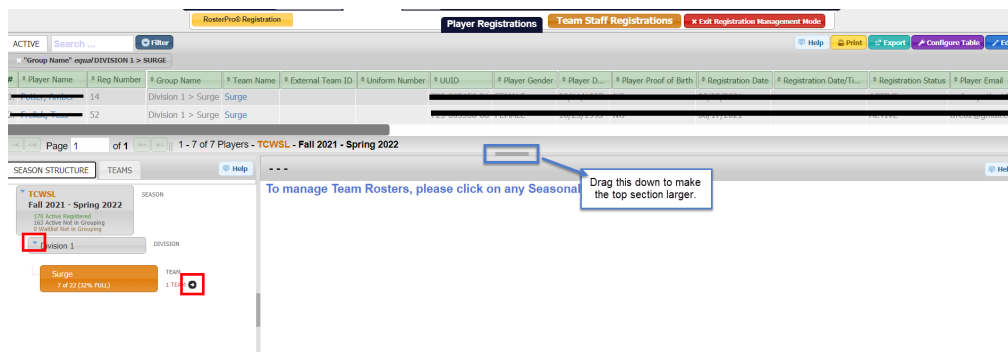 RosterPro® Registration
Player Registrations Team Staff Registrations × Exit Registration Management Mode
ACTIVE Search ... Filter Help Print Export Configure Table
× "Group Name" equal DIVISION 1 > SURGE
# Player Name Reg Number Group Name Team Name External Team ID Uniform Number UUID Player Gender Player D... Player Proof of Birth Registration Date Registration Date/Ti... Registration Status Player Email
14 Division 1 > Surge Surge
52 Division 1 > Surge Surge
Page 1 of 1 1 - 7 of 7 Players - TCWSL - Fall 2021 - Spring 2022
SEASON STRUCTURE TEAMS Help - - -
TCWSL SEASON
Fall 2021 - Spring 2022
178 Active Registered
163 Active Not in Grouping
0 Waitlist Not in Grouping
Division 1 DIVISION
Surge TEAM
7 of 22 (32% FULL) 1 TEAM
To manage Team Rosters, please click on any Seasonal
Drag this down to make
the top section larger.